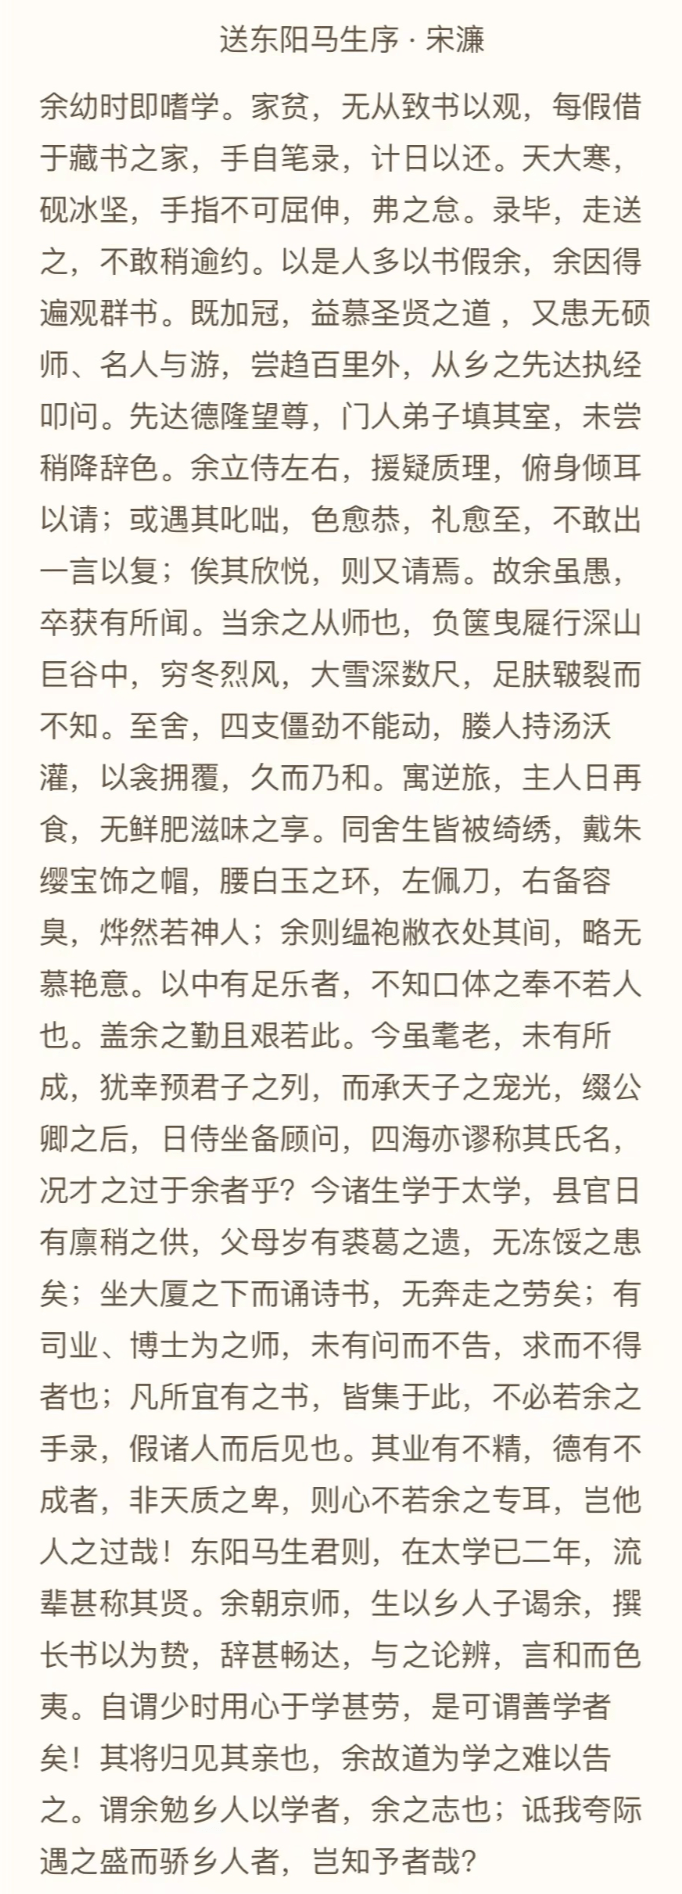 送东阳马生序 · 宋濂
余幼时即嗜学。家贫，无从致书以观，每假借
于藏书之家，手自笔录，计日以还。天大寒，
砚冰坚，手指不可屈伸，弗之怠。录毕，走送
之，不敢稍逾约。以是人多以书假余，余因得
遍观群书。既加冠，益慕圣贤之道 ，又患无硕
师、名人与游，尝趋百里外，从乡之先达执经
叩问。先达德隆望尊，门人弟子填其室，未尝
稍降辞色。余立侍左右，援疑质理，俯身倾耳
以请；或遇其叱咄，色愈恭，礼愈至，不敢出
一言以复；俟其欣悦，则又请焉。故余虽愚，
卒获有所闻。当余之从师也，负箧曳屣行深山
巨谷中，穷冬烈风，大雪深数尺，足肤皲裂而
不知。至舍，四支僵劲不能动，媵人持汤沃
灌，以衾拥覆，久而乃和。寓逆旅，主人日再
食，无鲜肥滋味之享。同舍生皆被绮绣，戴朱
缨宝饰之帽，腰白玉之环，左佩刀，右备容
臭，烨然若神人；余则缊袍敝衣处其间，略无
慕艳意。以中有足乐者，不知口体之奉不若人
也。盖余之勤且艰若此。今虽耄老，未有所
成，犹幸预君子之列，而承天子之宠光，缀公
卿之后，日侍坐备顾问，四海亦谬称其氏名，
况才之过于余者乎？今诸生学于太学，县官日
有廪稍之供，父母岁有裘葛之遗，无冻馁之患
矣；坐大厦之下而诵诗书，无奔走之劳矣；有
司业、博士为之师，未有问而不告，求而不得
者也；凡所宜有之书，皆集于此，不必若余之
手录，假诸人而后见也。其业有不精，德有不
成者，非天质之卑，则心不若余之专耳，岂他
人之过哉！东阳马生君则，在太学已二年，流
辈甚称其贤。余朝京师，生以乡人子谒余，撰
长书以为贽，辞甚畅达，与之论辨，言和而色
夷。自谓少时用心于学甚劳，是可谓善学者
矣！其将归见其亲也，余故道为学之难以告
之。谓余勉乡人以学者，余之志也；诋我夸际
遇之盛而骄乡人者，岂知予者哉？